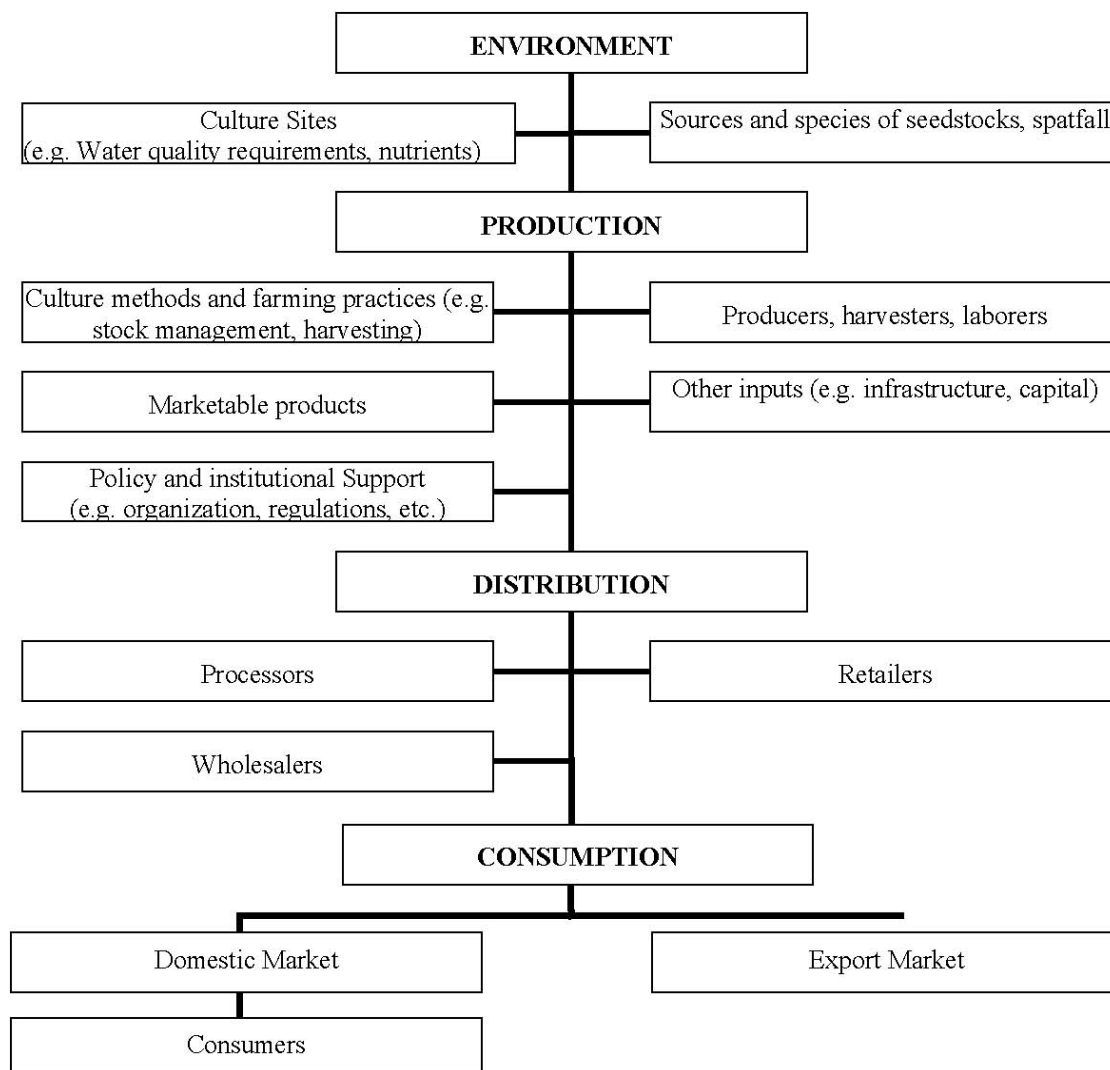 ENVIRONMENT
Culture Sites
(e.g. Water quality requirements, nutrients)
Sources and species of seedstocks, spatfall
PRODUCTION
Culture methods and farming practices (e.g.
stock management, harvesting)
Producers, harvesters, laborers
Marketable products
Other inputs (e.g. infrastructure, capital)
Policy and institutional Support
(e.g. organization, regulations, etc.)
DISTRIBUTION
Processors
Retailers
Wholesalers
CONSUMPTION
Domestic Market
Export Market
Consumers